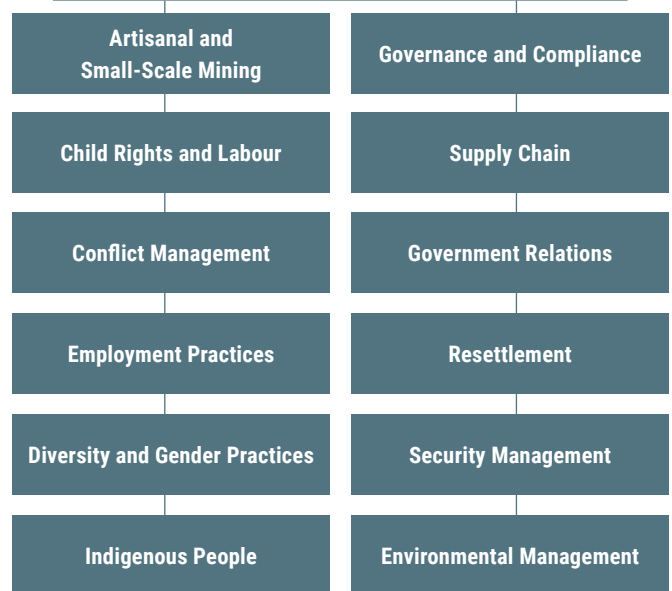 Artisanal and
Small-Scale Mining
Child Rights and Labour
Conflict Management
Employment Practices
Diversity and Gender Practices
Indigenous People
Governance and Compliance
Supply Chain
Government Relations
Resettlement
Security Management
Environmental Management